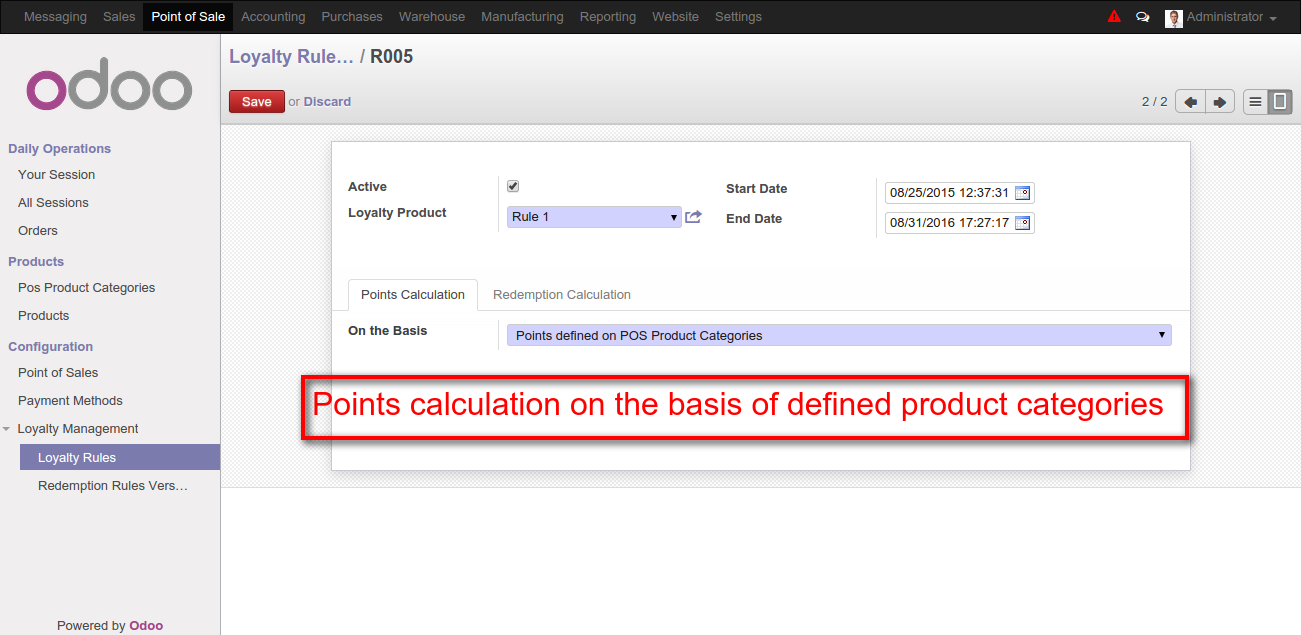 Messaging Sales Point of Sale Accounting Purchases Warehouse Manufacturing Reporting Website Settings Administrator
odoo
Daily Operations
Your Session
All Sessions
Orders
Products
Pos Product Categories
Products
Configuration
Point of Sales
Payment Methods
Loyalty Management
Loyalty Rules
Redemption Rules Vers...
Powered by Odoo
Loyalty Rule... / R005
Save or Discard
2 / 2
Active
Loyalty Product Rule 1
Start Date 08/25/2015 12:37:31
End Date 08/31/2016 17:27:17
Points Calculation Redemption Calculation
On the Basis Points defined on POS Product Categories
Points calculation on the basis of defined product categories